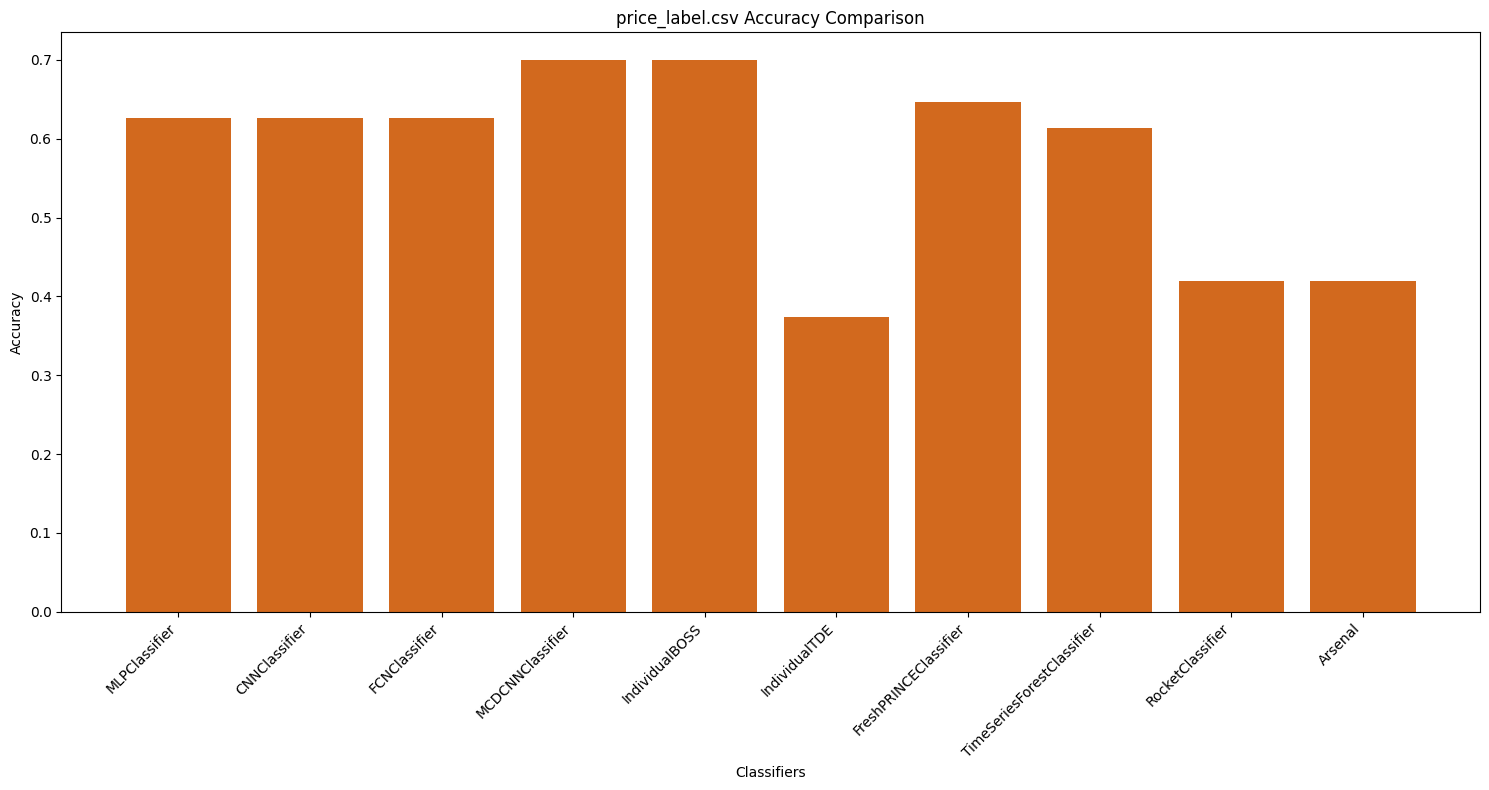 price_label.csv Accuracy Comparison
Accuracy
0.7
0.6
0.5
0.4
0.3
0.2
0.1
0.0
MLPClassifier
CNNClassifier
FCNClassifier
MCDCNNClassifier
IndividualBOSS
IndividualTDE
FreshPRINCEClassifier
TimeSeriesForestClassifier
RocketClassifier
Arsenal
Classifiers